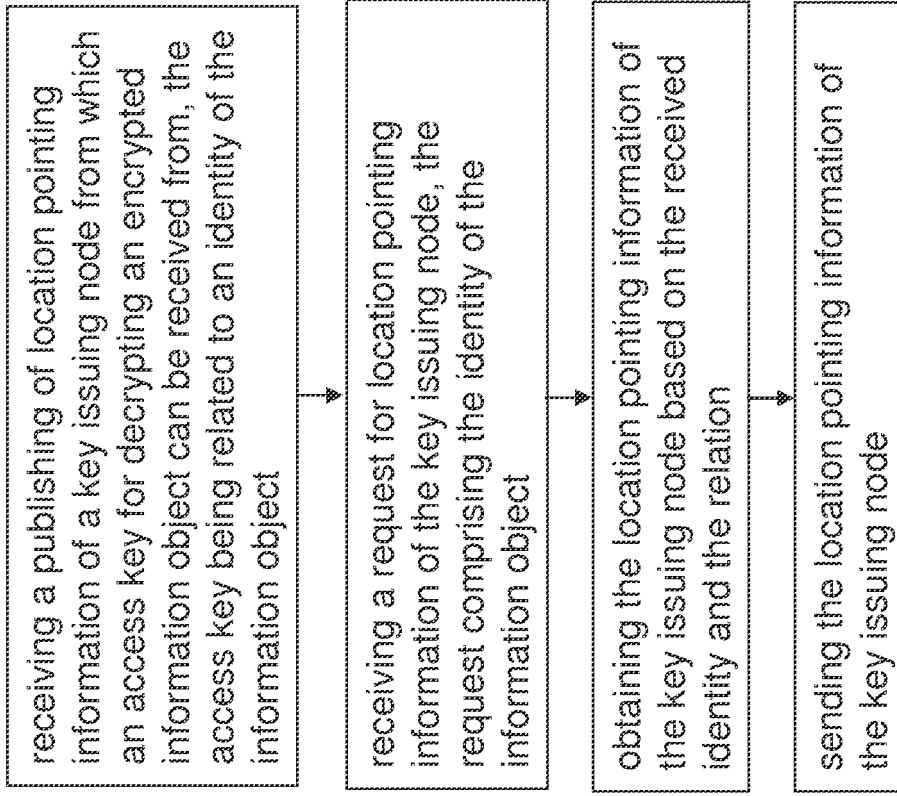 receiving a publishing of location pointing
information of a key issuing node from which
an access key for decrypting an encrypted
information object can be received from, the
access key being related to an identity of the
information object
receiving a request for location pointing
information of the key issuing node, the
request comprising the identity of the
information object
obtaining the location pointing information of
the key issuing node based on the received
identity and the relation
sending the location pointing information of
the key issuing node